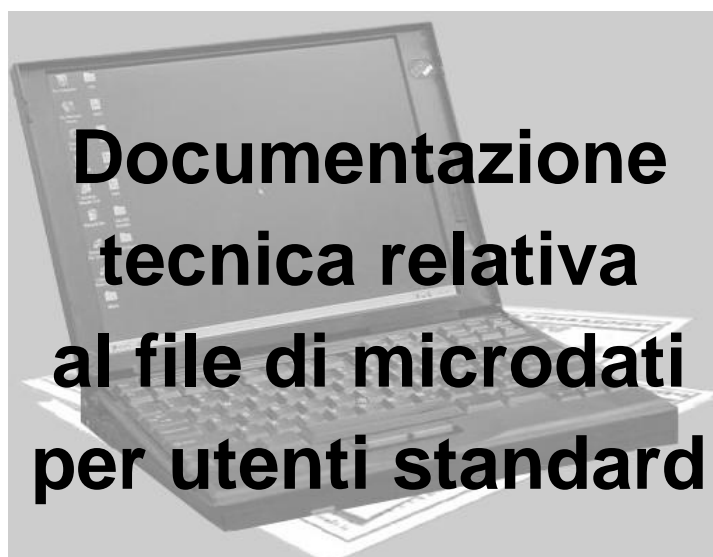 Documentazione
tecnica relativa
al file di microdati
per utenti standard